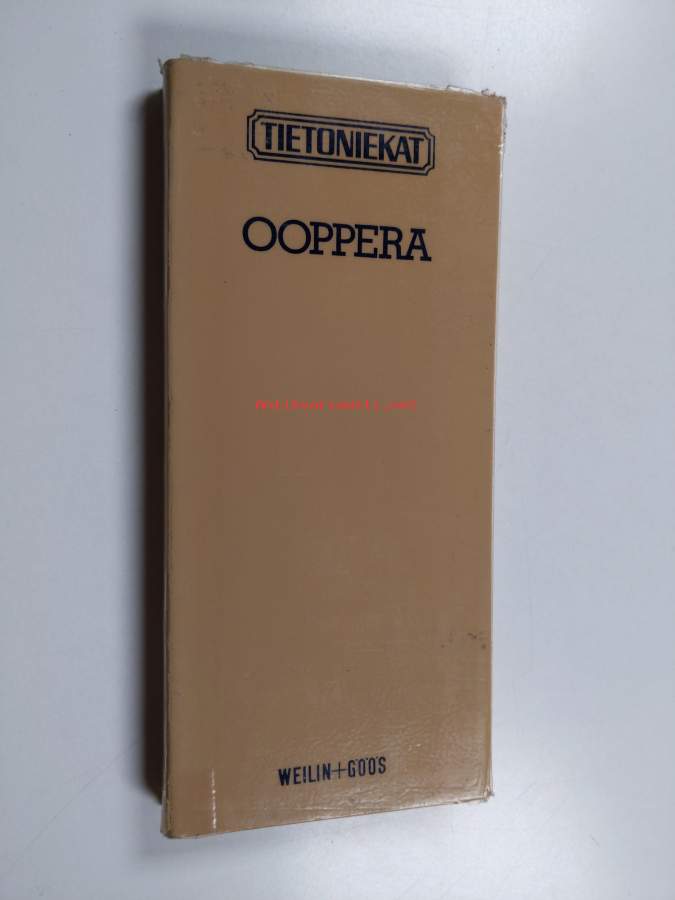 TIETONIEKAT
OOPPERA
WEILIN+GÖÖS